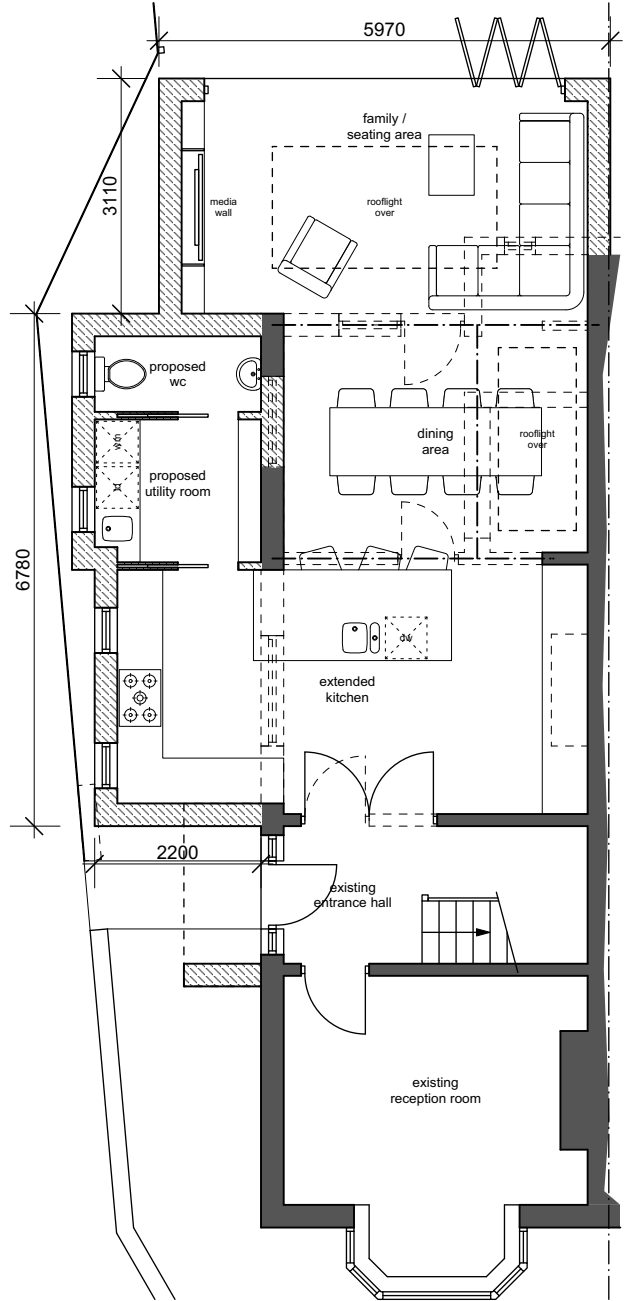 5970
family /
seating area
3110
media
wall
rooflight
over
proposed
wc
dining
area
rooflight
over
wm
proposed
utility room
6780
dw
extended
kitchen
2200
existing
entrance hall
existing
reception room